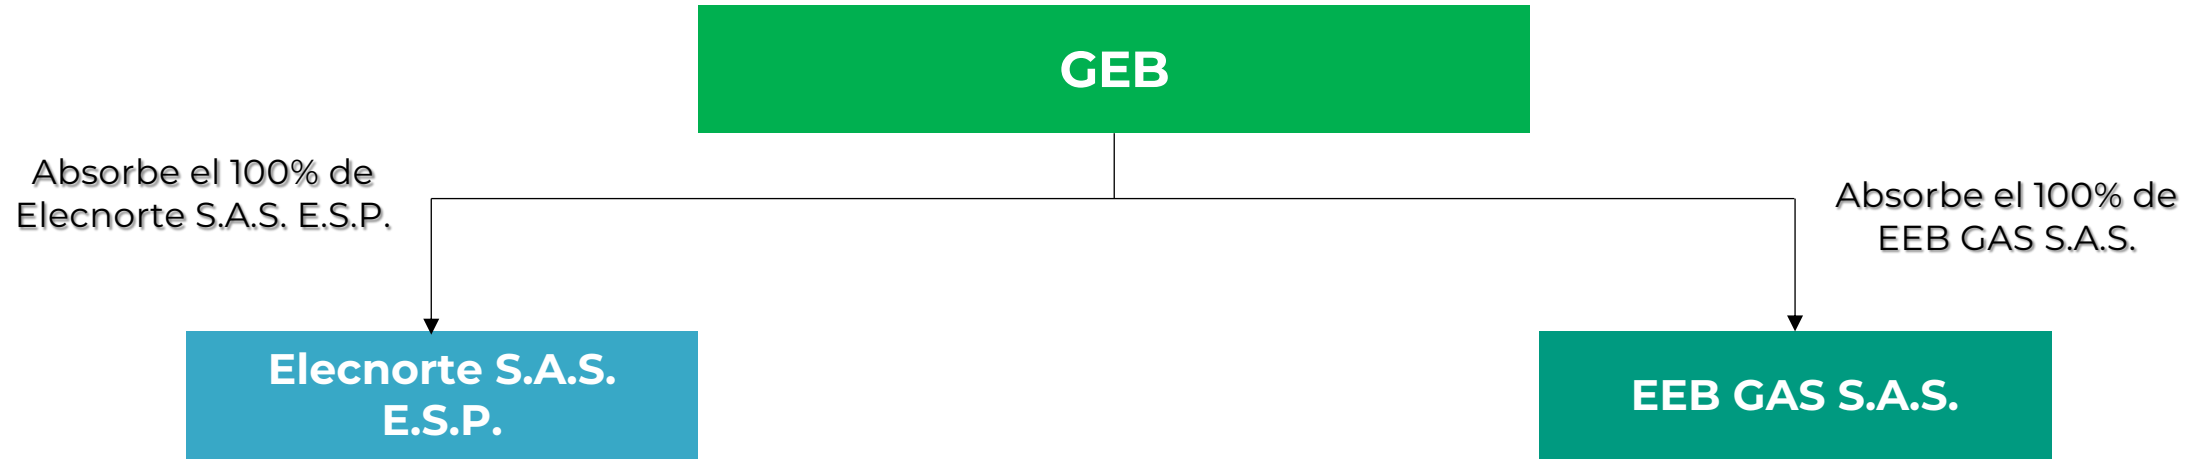 GEB
Absorbe el 100% de
Elecnorte S.A.S. E.S.P.
Absorbe el 100% de
EEB GAS S.A.S.
Elecnorte S.A.S.
E.S.P.
EEB GAS S.A.S.